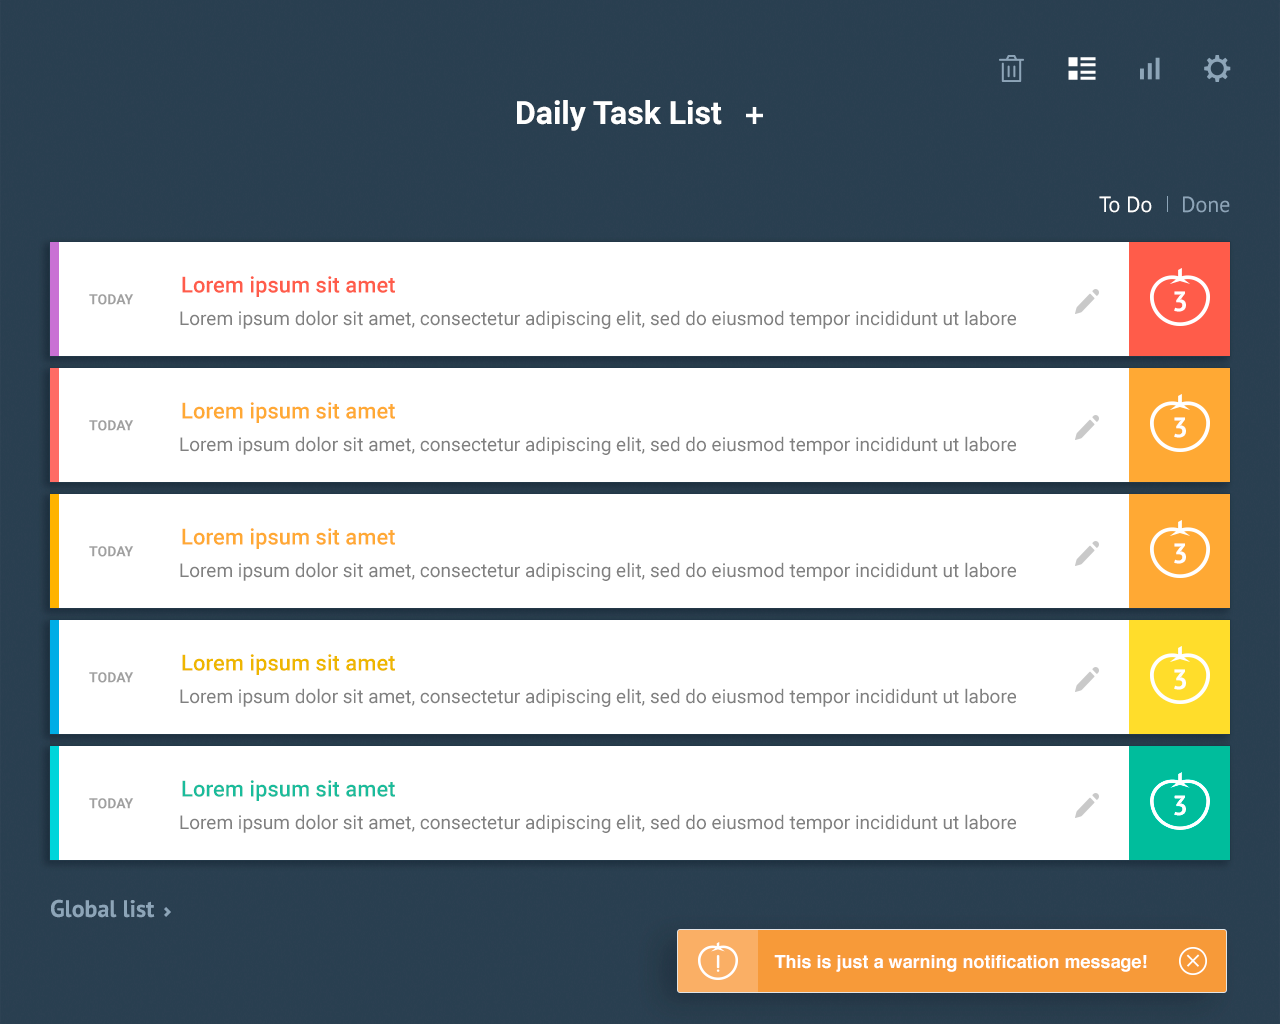 Daily Task List +
To Do | Done
TODAY
Lorem ipsum sit amet
Lorem ipsum dolor sit amet, consectetur adipiscing elit, sed do eiusmod tempor incididunt ut labore
3
TODAY
Lorem ipsum sit amet
Lorem ipsum dolor sit amet, consectetur adipiscing elit, sed do eiusmod tempor incididunt ut labore
3
TODAY
Lorem ipsum sit amet
Lorem ipsum dolor sit amet, consectetur adipiscing elit, sed do eiusmod tempor incididunt ut labore
3
TODAY
Lorem ipsum sit amet
Lorem ipsum dolor sit amet, consectetur adipiscing elit, sed do eiusmod tempor incididunt ut labore
3
TODAY
Lorem ipsum sit amet
Lorem ipsum dolor sit amet, consectetur adipiscing elit, sed do eiusmod tempor incididunt ut labore
3
Global list ›
! This is just a warning notification message!